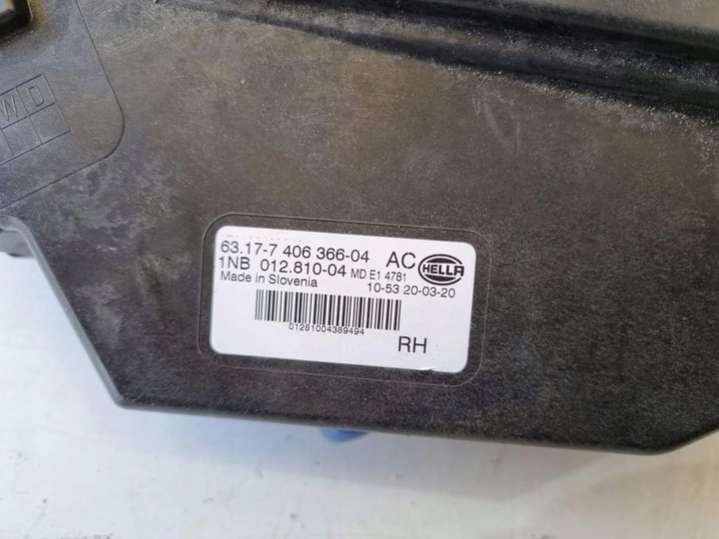 WD
63.17-7 406 366-04 AC HELLA
1NB 012.810-04 MD E1 4781
Made in Slovenia 10-53 20-03-20
01281004389494
RH